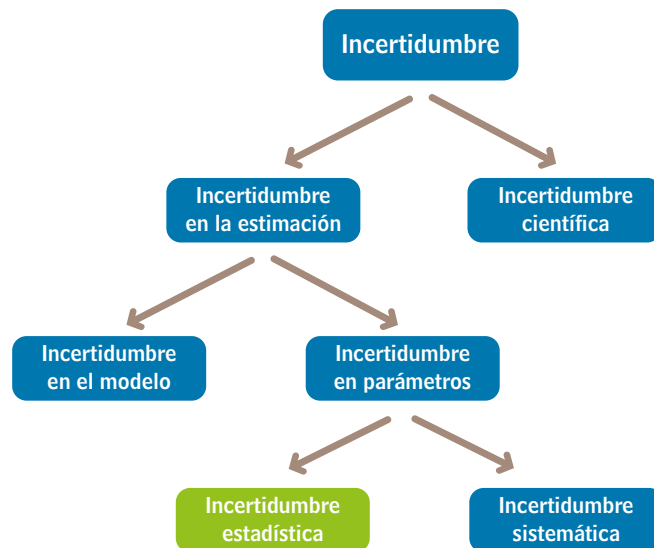 Incertidumbre
Incertidumbre
en la estimación
Incertidumbre
científica
Incertidumbre
en el modelo
Incertidumbre
en parámetros
Incertidumbre
estadística
Incertidumbre
sistemática